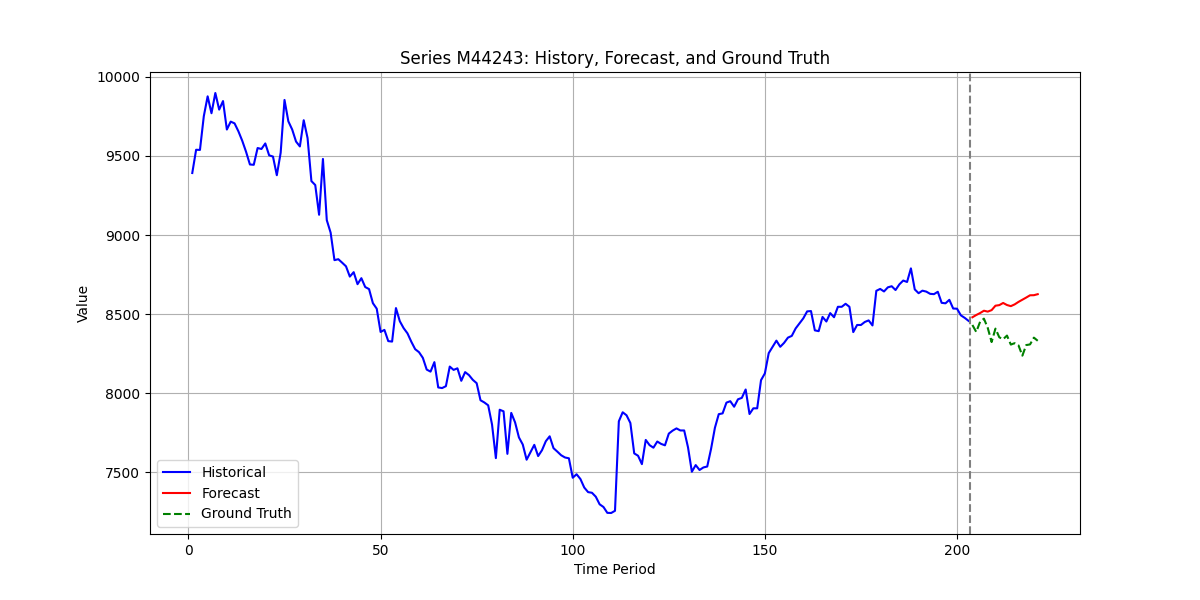 Series M44243: History, Forecast, and Ground Truth
10000
9500
9000
8500
8000
7500
Value
Historical
Forecast
Ground Truth
0 50 100 150 200
Time Period